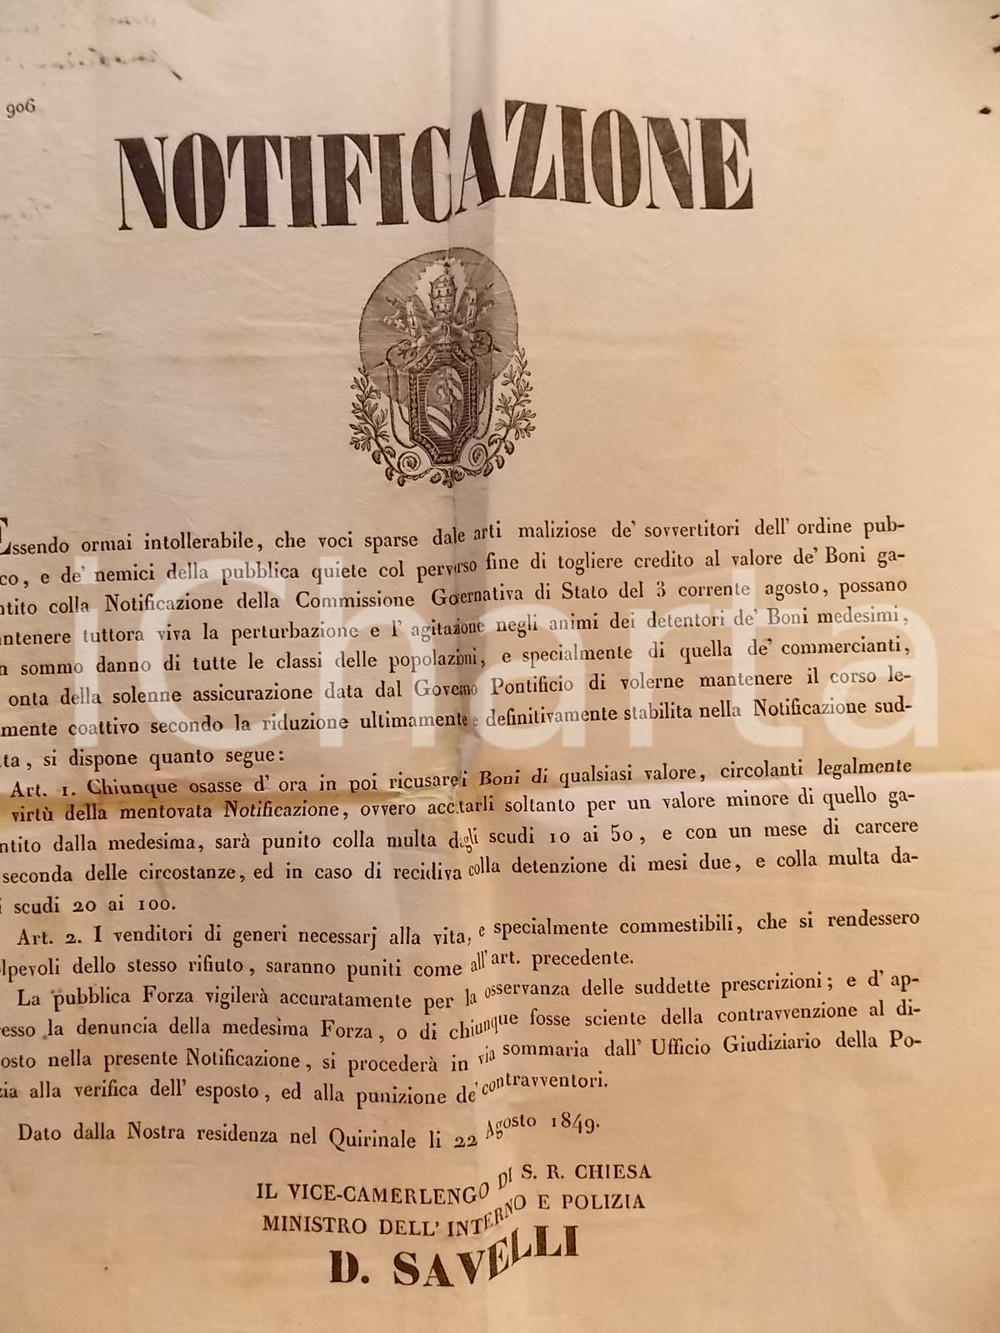 906
NOTIFICAZIONE
Essendo ormai intollerabile, che voci sparse dale arti maliziose de' sovvertitori dell' ordine pub-
co, e de' nemici della pubblica quiete col perverso fine di togliere credito al valore de' Boni ga-
ntito colla Notificazione della Commissione Governativa di Stato del 3 corrente agosto, possano
ntenere tuttora viva la perturbazione e l' agitazione negli animi dei detentori de' Boni medesimi,
n sommo danno di tutte le classi delle popolazioni, e specialmente di quella de' commercianti,
onta della solenne assicurazione data dal Governo Pontificio di volerne mantenere il corso le-
mente coattivo secondo la riduzione ultimamente e definitivamente stabilita nella Notificazione sud-
ta, si dispone quanto segue:
Art. 1. Chiunque osasse d' ora in poi ricusare i Boni di qualsiasi valore, circolanti legalmente
virtù della mentovata Notificazione, ovvero accettarli soltanto per un valore minore di quello ga-
ntito dalla medesima, sarà punito colla multa dagli scudi 10 ai 50, e con un mese di carcere
seconda delle circostanze, ed in caso di recidiva colla detenzione di mesi due, e colla multa da-
i scudi 20 ai 100.
Art. 2. I venditori di generi necessarj alla vita, e specialmente commestibili, che si rendessero
lpevoli dello stesso rifiuto, saranno puniti come all' art. precedente.
La pubblica Forza vigilerà accuratamente per la osservanza delle suddette prescrizioni; e d' ap-
esso la denuncia della medesima Forza, o di chiunque fosse sciente della contravvenzione al di-
osto nella presente Notificazione, si procederà in via sommaria dall' Ufficio Giudiziario della Po-
zia alla verifica dell' esposto, ed alla punizione de' contravventori.
Dato dalla Nostra residenza nel Quirinale li 22 Agosto 1849.
IL VICE-CAMERLENGO DI S. R. CHIESA
MINISTRO DELL' INTERNO E POLIZIA
D. SAVELLI
iCharta